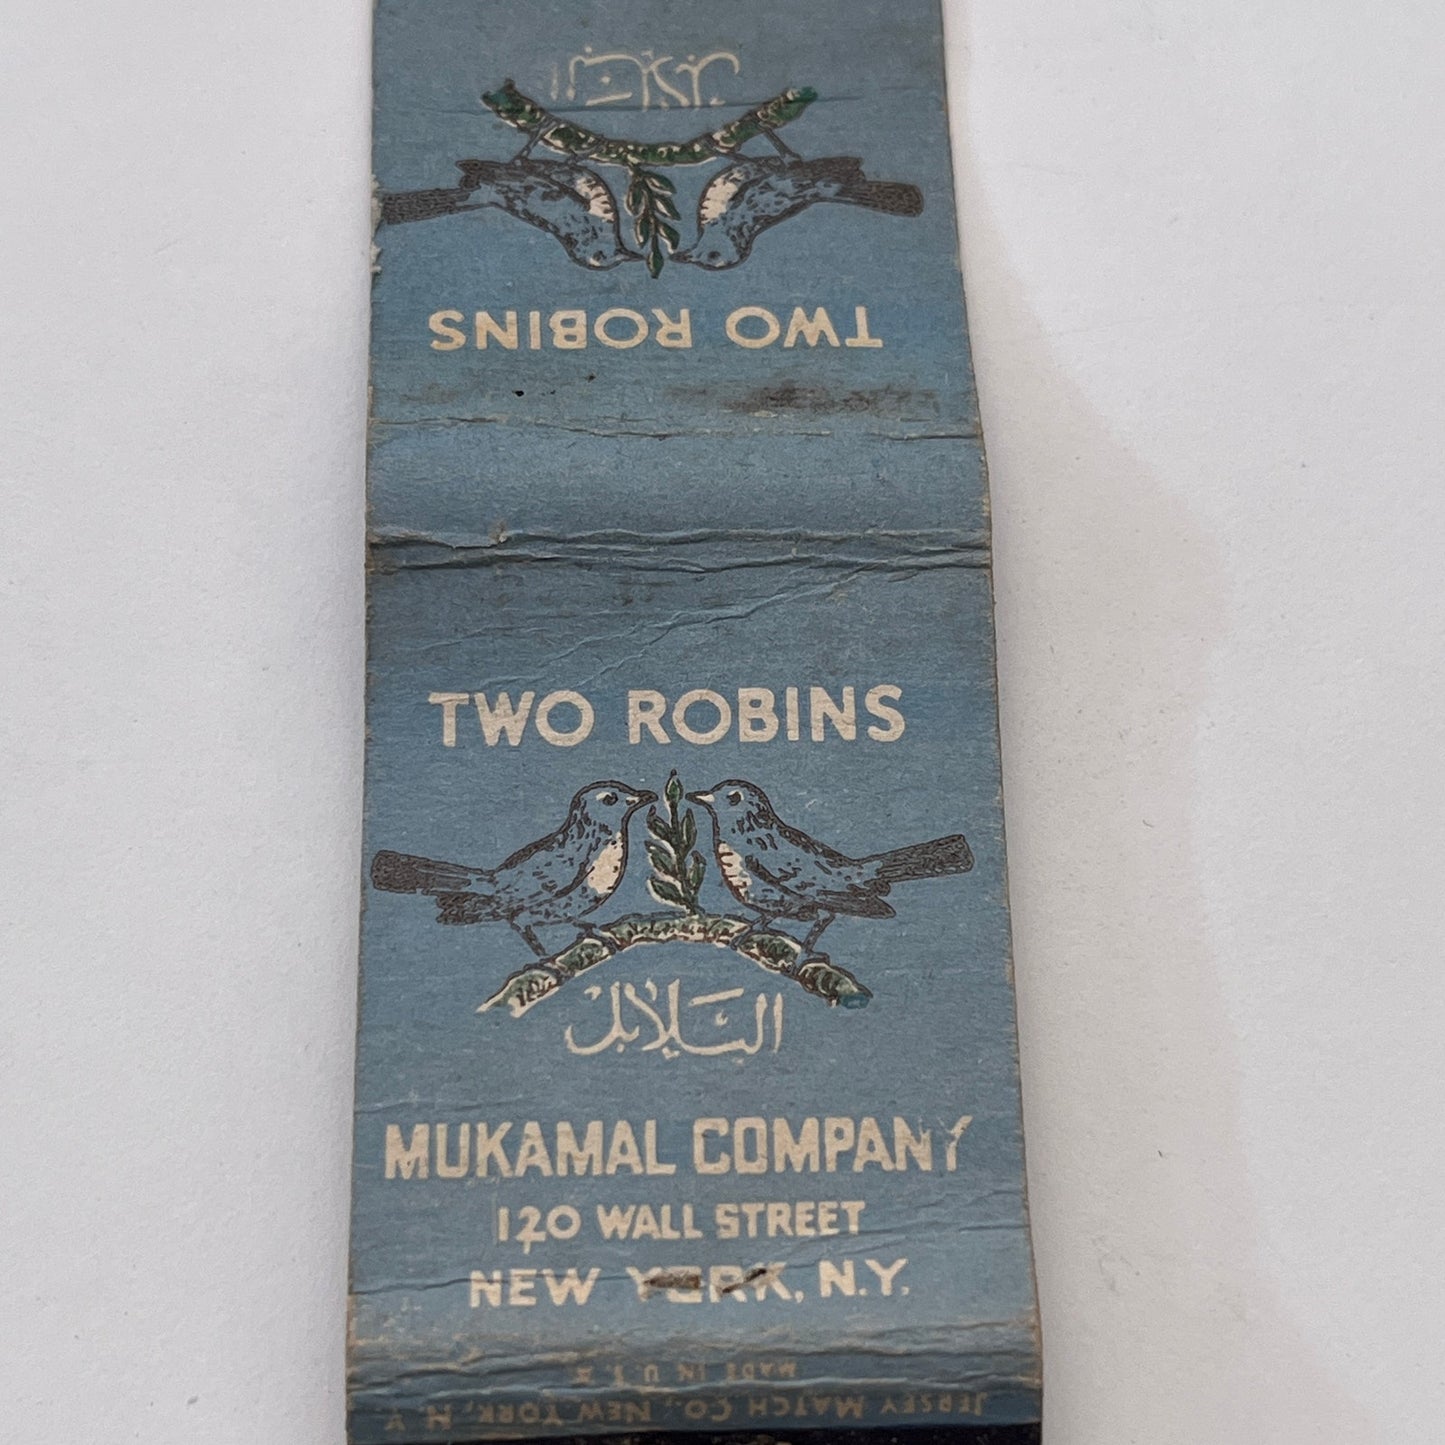 البلابل
TWO ROBINS
TWO ROBINS
البلابل
MUKAMAL COMPANY
120 WALL STREET
NEW YORK, N.Y.
MADE IN U.S.A.
JERSEY MATCH CO., NEW YORK, N.Y.